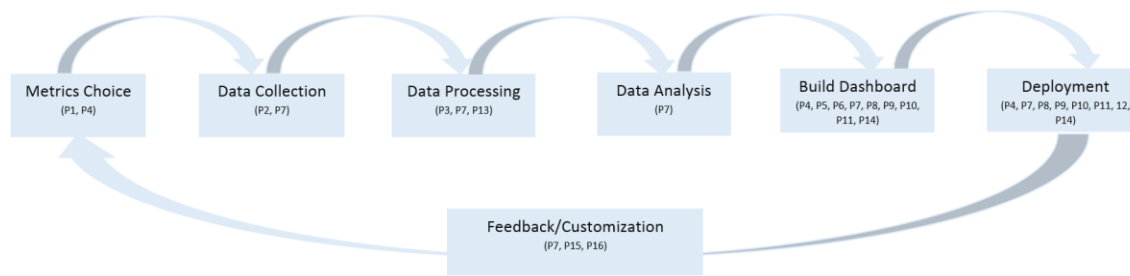 Metrics Choice
(P1, P4)
Data Collection
(P2, P7)
Data Processing
(P3, P7, P13)
Data Analysis
(P7)
Build Dashboard
(P4, P5, P6, P7, P8, P9, P10,
P11, P14)
Deployment
(P4, P7, P8, P9, P10, P11, 12,
P14)
Feedback/Customization
(P7, P15, P16)